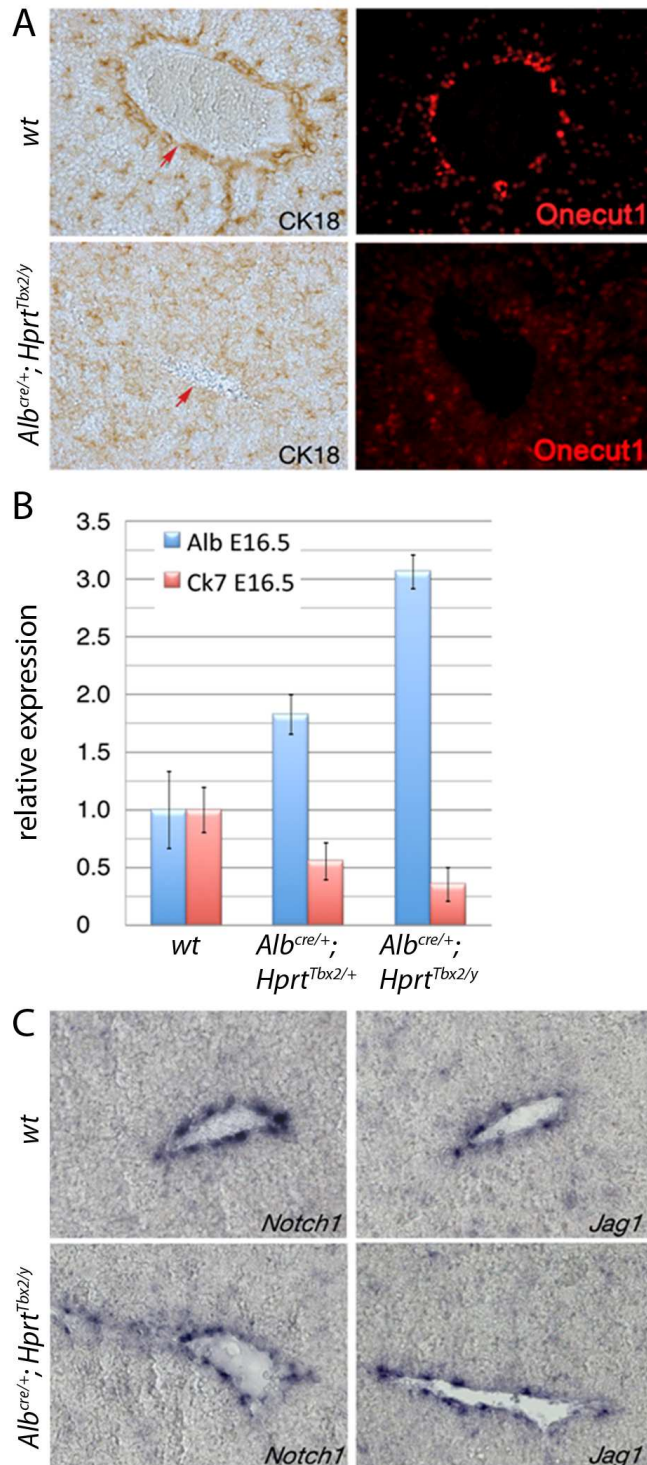 A
wt
CK18
Onecut1
Alb^cre/+; Hprt^Tbx2/y
CK18
Onecut1
B
3.5
3.0
2.5
2.0
1.5
1.0
0.5
0
relative expression
Alb E16.5
Ck7 E16.5
wt
Alb^cre/+;
Hprt^Tbx2/+
Alb^cre/+;
Hprt^Tbx2/y
C
wt
Notch1
Jag1
Alb^cre/+; Hprt^Tbx2/y
Notch1
Jag1